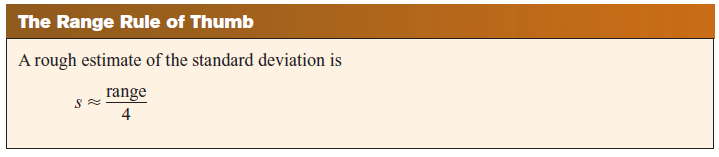 The Range Rule of Thumb
A rough estimate of the standard deviation is
s ≈ range
4